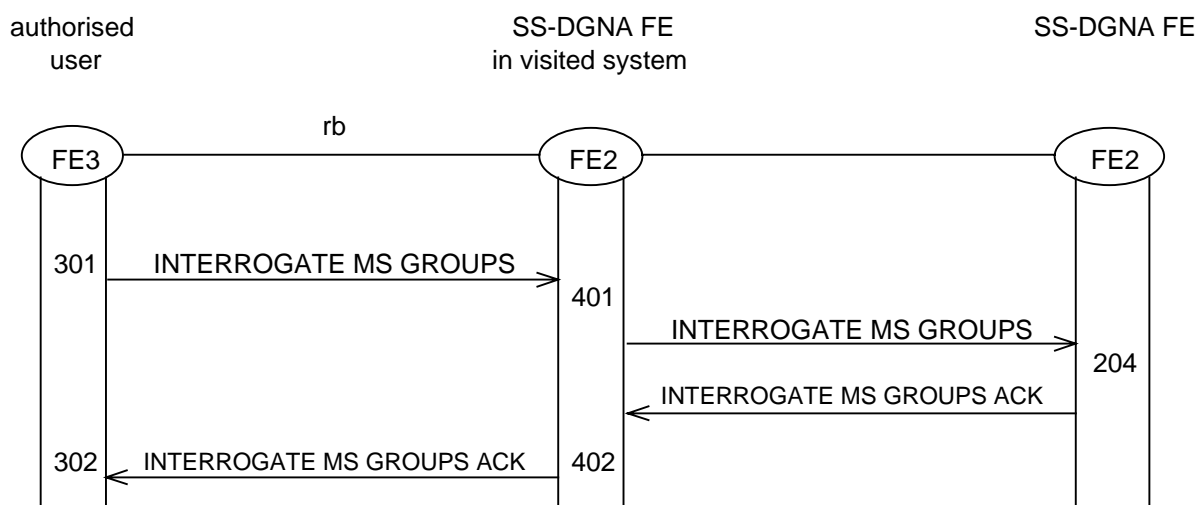 authorised
user
SS-DGNA FE
in visited system
SS-DGNA FE
rb
FE3
FE2
FE2
301
INTERROGATE MS GROUPS
401
INTERROGATE MS GROUPS
204
INTERROGATE MS GROUPS ACK
302
INTERROGATE MS GROUPS ACK
402